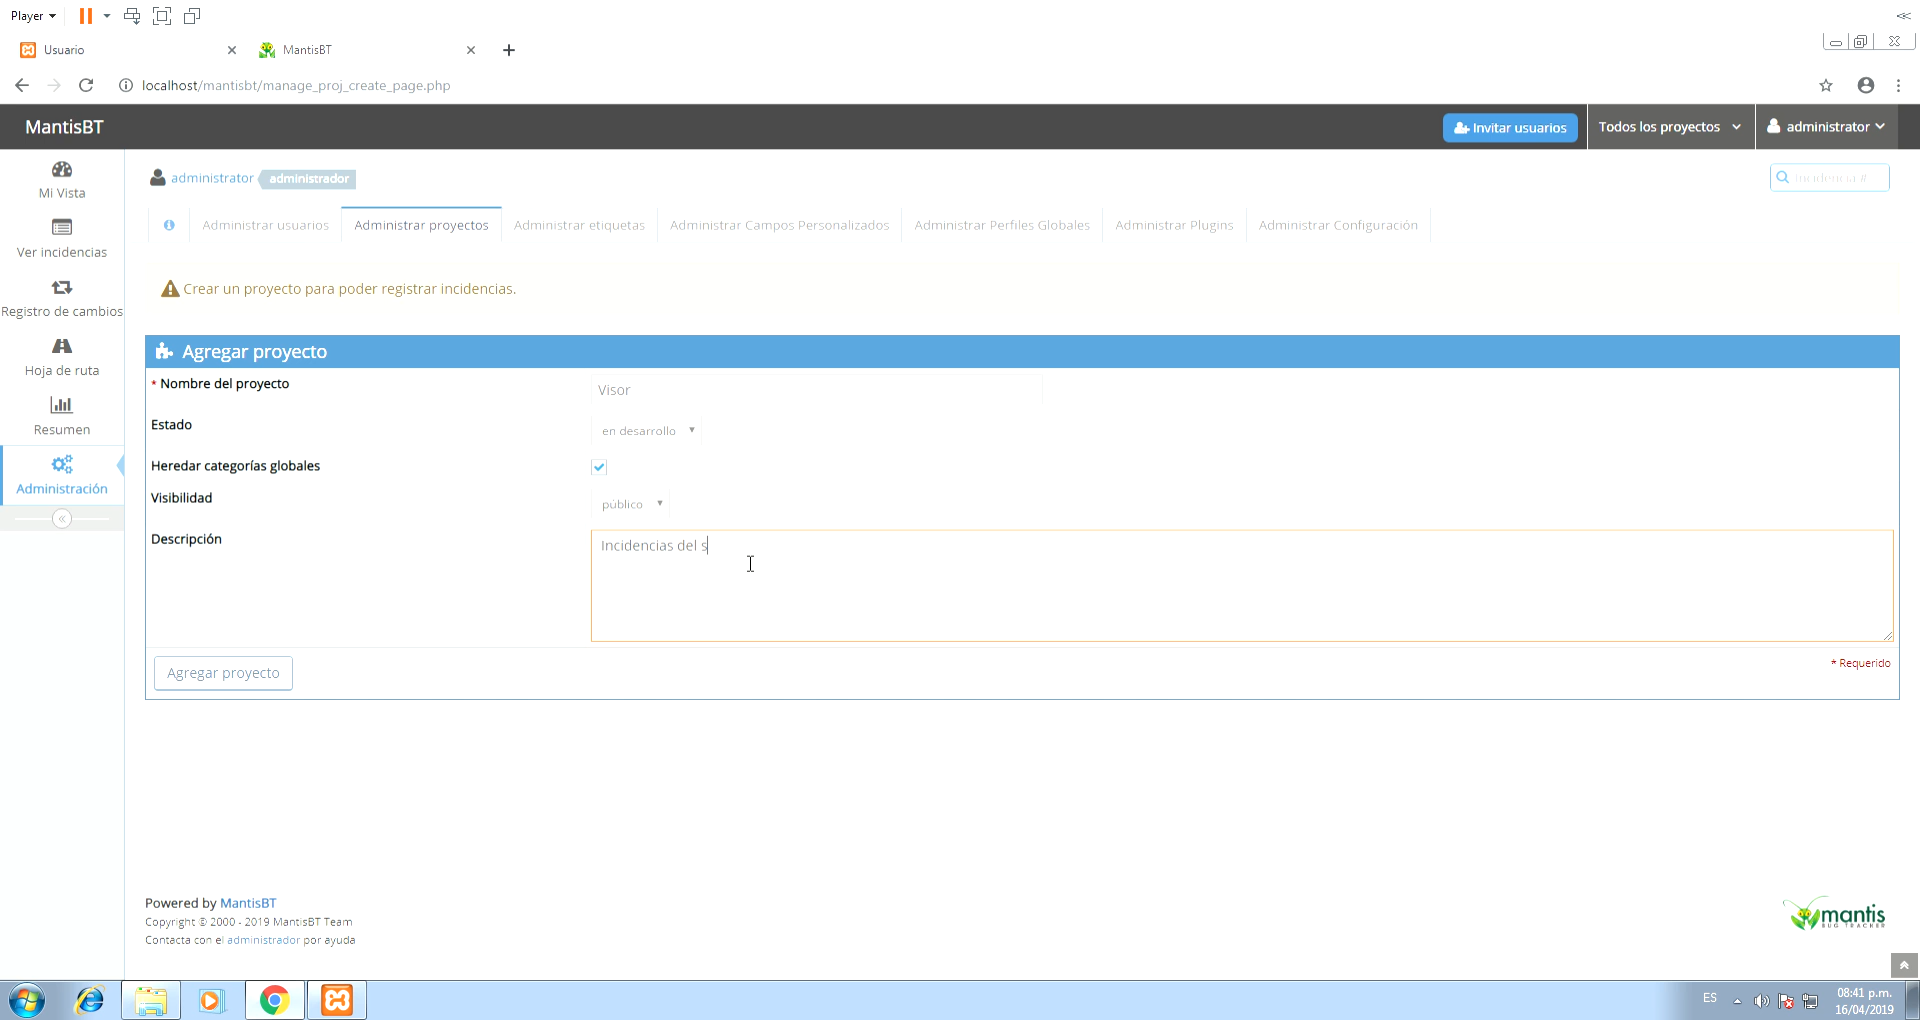 Player
Usuario
MantisBT
localhost/mantisbt/manage_proj_create_page.php
MantisBT
Invitar usuarios
Todos los proyectos
administrator
Mi Vista
Ver incidencias
Registro de cambios
Hoja de ruta
Resumen
Administración
administrator administrador
incidencia #
Administrar usuarios
Administrar proyectos
Administrar etiquetas
Administrar Campos Personalizados
Administrar Perfiles Globales
Administrar Plugins
Administrar Configuración
Crear un proyecto para poder registrar incidencias.
Agregar proyecto
* Nombre del proyecto
Visor
Estado
en desarrollo
Heredar categorías globales
Visibilidad
público
Descripción
Incidencias del s
Agregar proyecto
* Requerido
Powered by MantisBT
Copyright © 2000 - 2019 MantisBT Team
Contacta con el administrador por ayuda
mantis
BUG TRACKER
ES
08:41 p.m.
16/04/2019